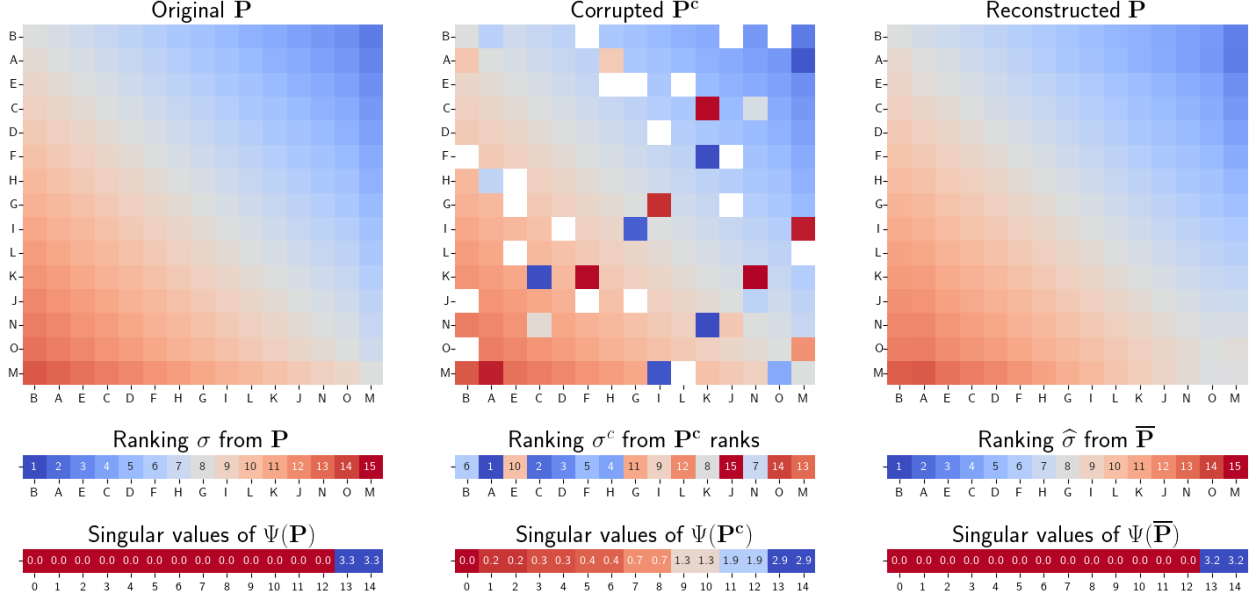 Original P
Corrupted Pᶜ
Reconstructed P̅
B
A
E
C
D
F
H
G
I
L
K
J
N
O
M
B A E C D F H G I L K J N O M
B
A
E
C
D
F
H
G
I
L
K
J
N
O
M
B A E C D F H G I L K J N O M
B
A
E
C
D
F
H
G
I
L
K
J
N
O
M
B A E C D F H G I L K J N O M
Ranking σ from P
1 2 3 4 5 6 7 8 9 10 11 12 13 14 15
B A E C D F H G I L K J N O M
Ranking σᶜ from Pᶜ ranks
6 1 10 2 3 5 4 11 9 12 8 15 7 14 13
B A E C D F H G I L K J N O M
Ranking σ̂ from P̅
1 2 3 4 5 6 7 8 9 10 11 12 13 14 15
B A E C D F H G I L K J N O M
Singular values of Ψ(P)
0.0 0.0 0.0 0.0 0.0 0.0 0.0 0.0 0.0 0.0 0.0 0.0 0.0 3.3 3.3
0 1 2 3 4 5 6 7 8 9 10 11 12 13 14
Singular values of Ψ(Pᶜ)
0.0 0.2 0.2 0.3 0.3 0.4 0.4 0.7 0.7 1.3 1.3 1.9 1.9 2.9 2.9
0 1 2 3 4 5 6 7 8 9 10 11 12 13 14
Singular values of Ψ(P̅)
0.0 0.0 0.0 0.0 0.0 0.0 0.0 0.0 0.0 0.0 0.0 0.0 0.0 3.2 3.2
0 1 2 3 4 5 6 7 8 9 10 11 12 13 14